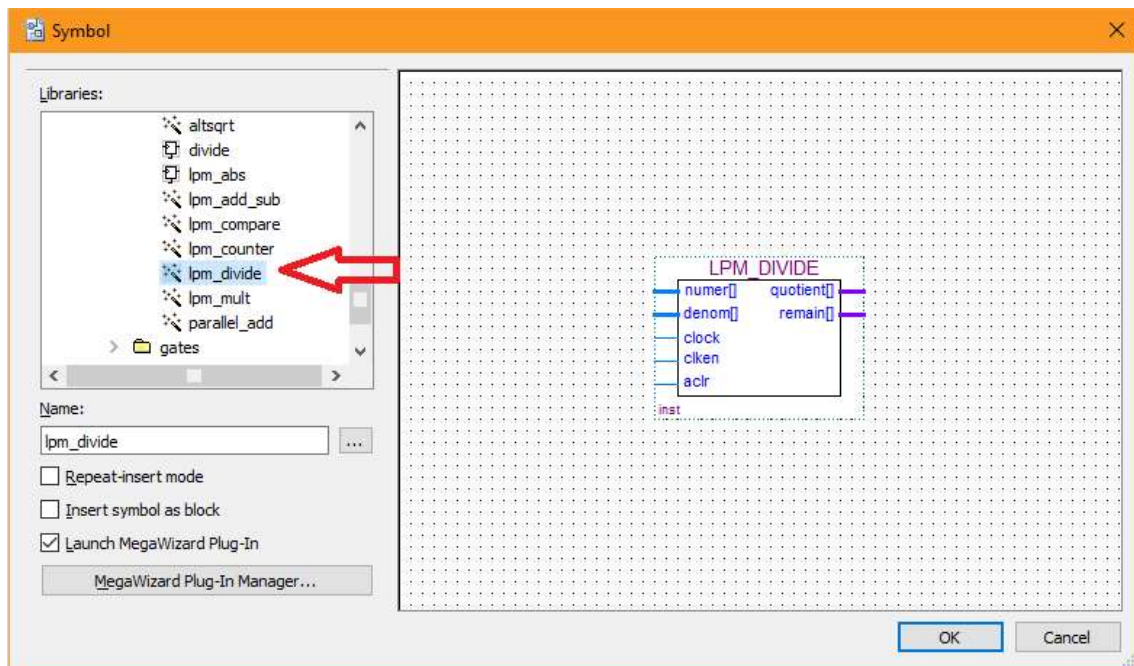 Symbol
Libraries:
altsqrt
divide
lpm_abs
lpm_add_sub
lpm_compare
lpm_counter
lpm_divide
lpm_mult
parallel_add
gates
Name:
lpm_divide
...
Repeat-insert mode
Insert symbol as block
Launch MegaWizard Plug-In
MegaWizard Plug-In Manager...
LPM_DIVIDE
numer[] quotient[]
denom[] remain[]
clock
clken
aclr
inst
OK Cancel